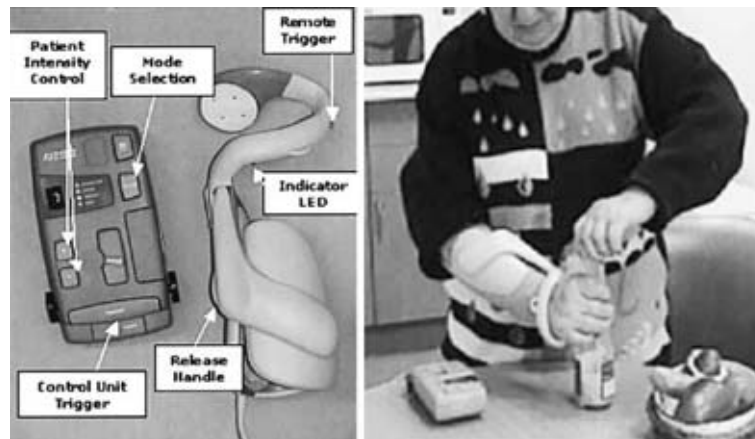 Patient
Intensity
Control
Mode
Selection
Remote
Trigger
Indicator
LED
Release
Handle
Control Unit
Trigger